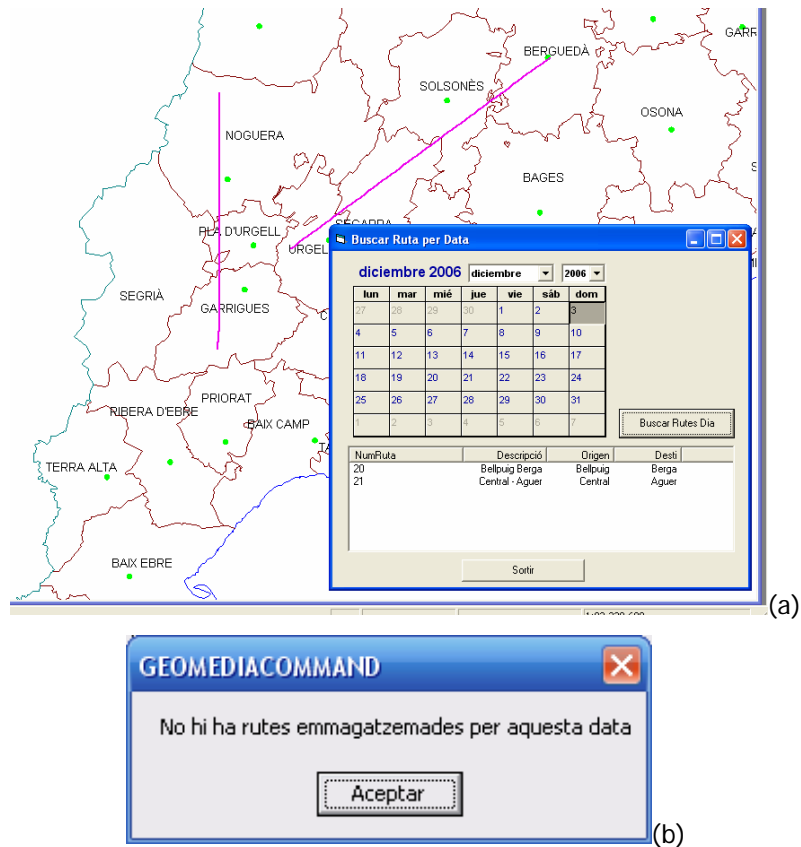 GARR
BERGUEDÀ
SOLSONÈS
OSONA
NOGUERA
BAGES
PLA D'URGELL
SEGARRA
URGEL
SEGRIÀ
GARRIGUES
PRIORAT
RIBERA D'EBRE
BAIX CAMP
TERRA ALTA
BAIX EBRE
Buscar Ruta per Data
diciembre 2006 diciembre 2006
lun mar mié jue vie sáb dom
27 28 29 30 1 2 3
4 5 6 7 8 9 10
11 12 13 14 15 16 17
18 19 20 21 22 23 24
25 26 27 28 29 30 31
1 2 3 4 5 6 7
Buscar Rutes Dia
NumRuta Descripció Origen Desti
20 Bellpuig Berga Bellpuig Berga
21 Central - Aguer Central Aguer
Sortir
(a)
GEOMEDIACOMMAND
No hi ha rutes emmagatzemades per aquesta data
Aceptar
(b)